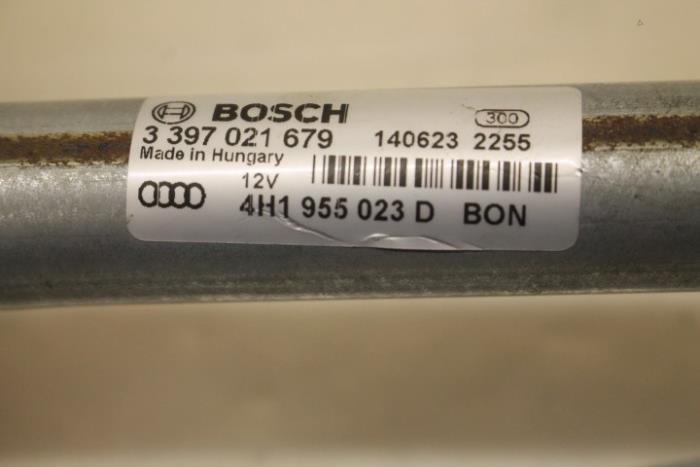 BOSCH 300
3 397 021 679 140623 2255
Made in Hungary
12V
4H1 955 023 D BON